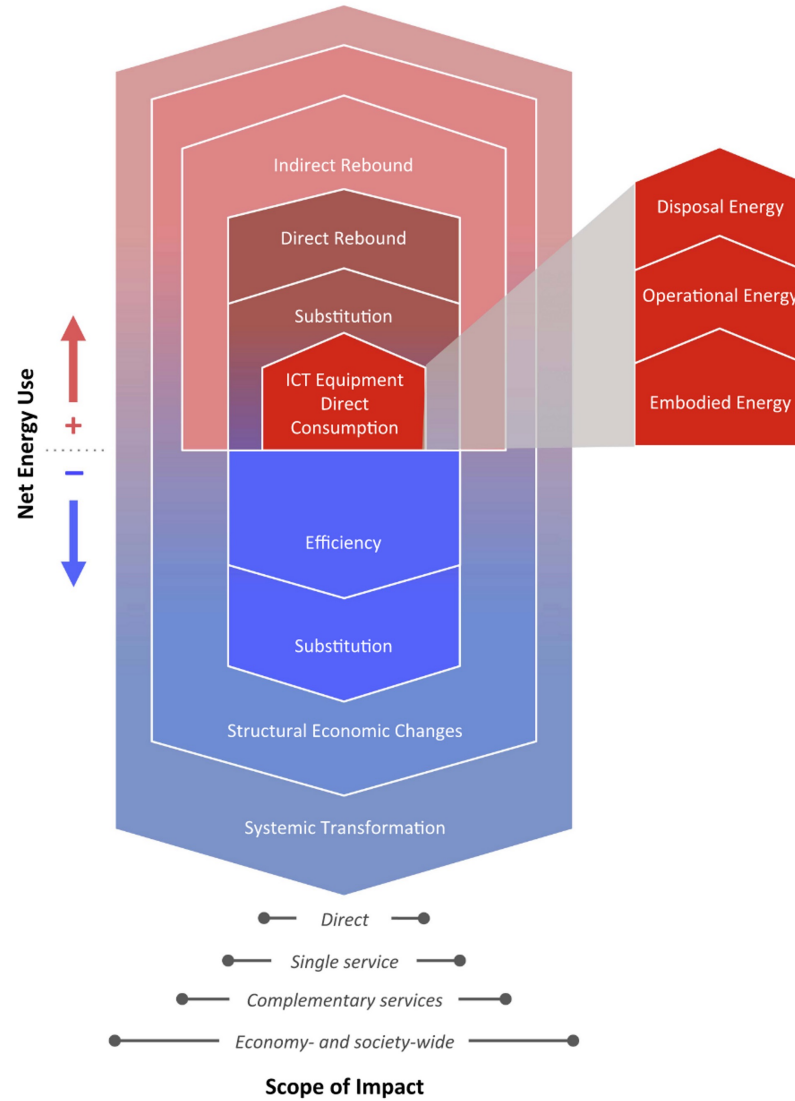 Indirect Rebound
Direct Rebound
Substitution
ICT Equipment
Direct
Consumption
Disposal Energy
Operational Energy
Embodied Energy
Net Energy Use
+
−
Efficiency
Substitution
Structural Economic Changes
Systemic Transformation
Direct
Single service
Complementary services
Economy- and society-wide
Scope of Impact